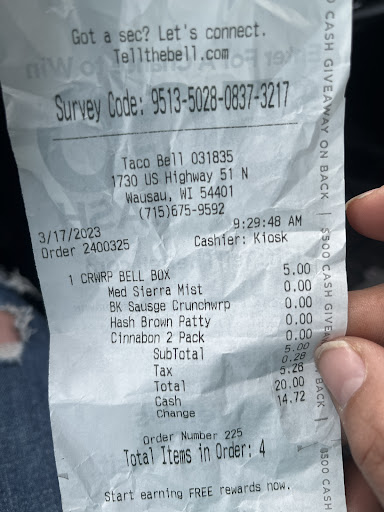 Got a sec? Let's connect.
Tellthebell.com
Survey Code: 9513-5028-0837-3217
Taco Bell 031835
1730 US Highway 51 N
Wausau, WI 54401
(715)675-9592
3/17/2023 9:29:48 AM
Order 2400325 Cashier: Kiosk
1 CRWRP BELL BOX 5.00
Med Sierra Mist 0.00
BK Sausge Crunchwrp 0.00
Hash Brown Patty 0.00
Cinnabon 2 Pack 0.00
SubTotal 5.00
Tax 0.28
Total 5.28
Cash 20.00
Change 14.72
Order Number 225
Total Items in Order: 4
Start earning FREE rewards now.
CASH GIVEAWAY ON BACK | $500 CASH GIVE
BACK | $500 CASH